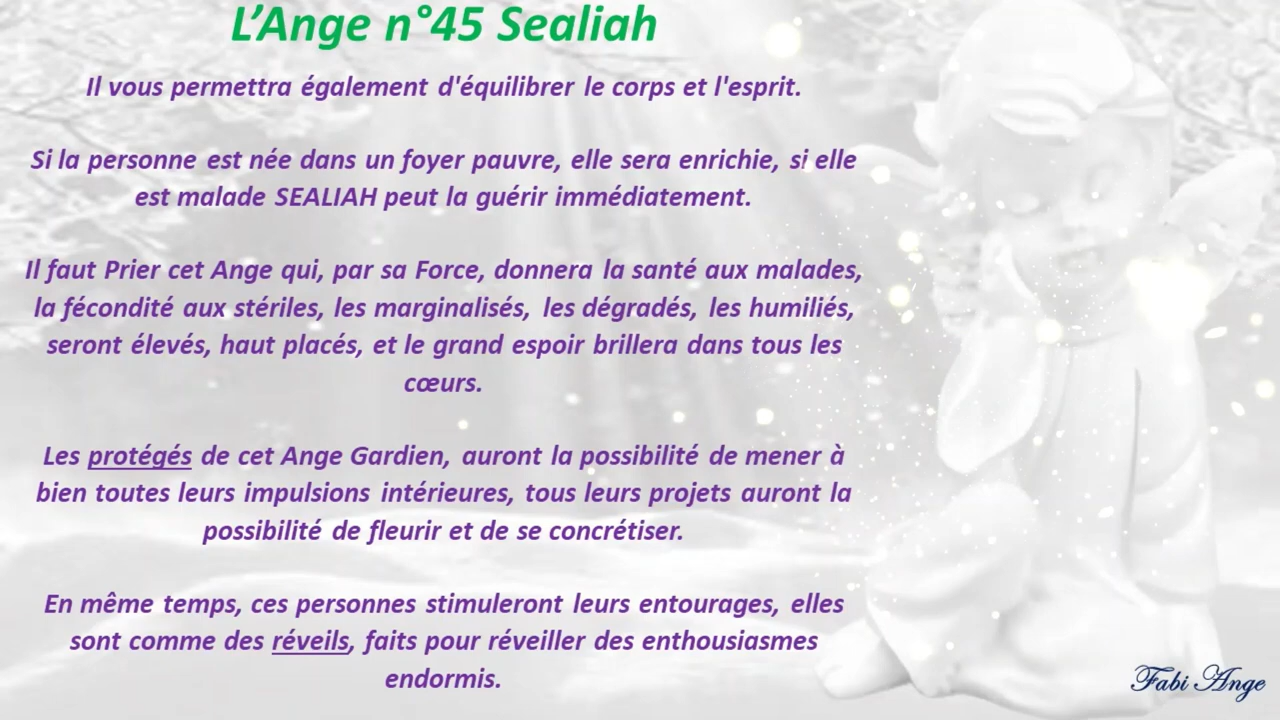 L’Ange n°45 Sealiah
Il vous permettra également d'équilibrer le corps et l'esprit.
Si la personne est née dans un foyer pauvre, elle sera enrichie, si elle
est malade SEALIAH peut la guérir immédiatement.
Il faut Prier cet Ange qui, par sa Force, donnera la santé aux malades,
la fécondité aux stériles, les marginalisés, les dégradés, les humiliés,
seront élevés, haut placés, et le grand espoir brillera dans tous les
cœurs.
Les protégés de cet Ange Gardien, auront la possibilité de mener à
bien toutes leurs impulsions intérieures, tous leurs projets auront la
possibilité de fleurir et de se concrétiser.
En même temps, ces personnes stimuleront leurs entourages, elles
sont comme des réveils, faits pour réveiller des enthousiasmes
endormis.
Fabi Ange